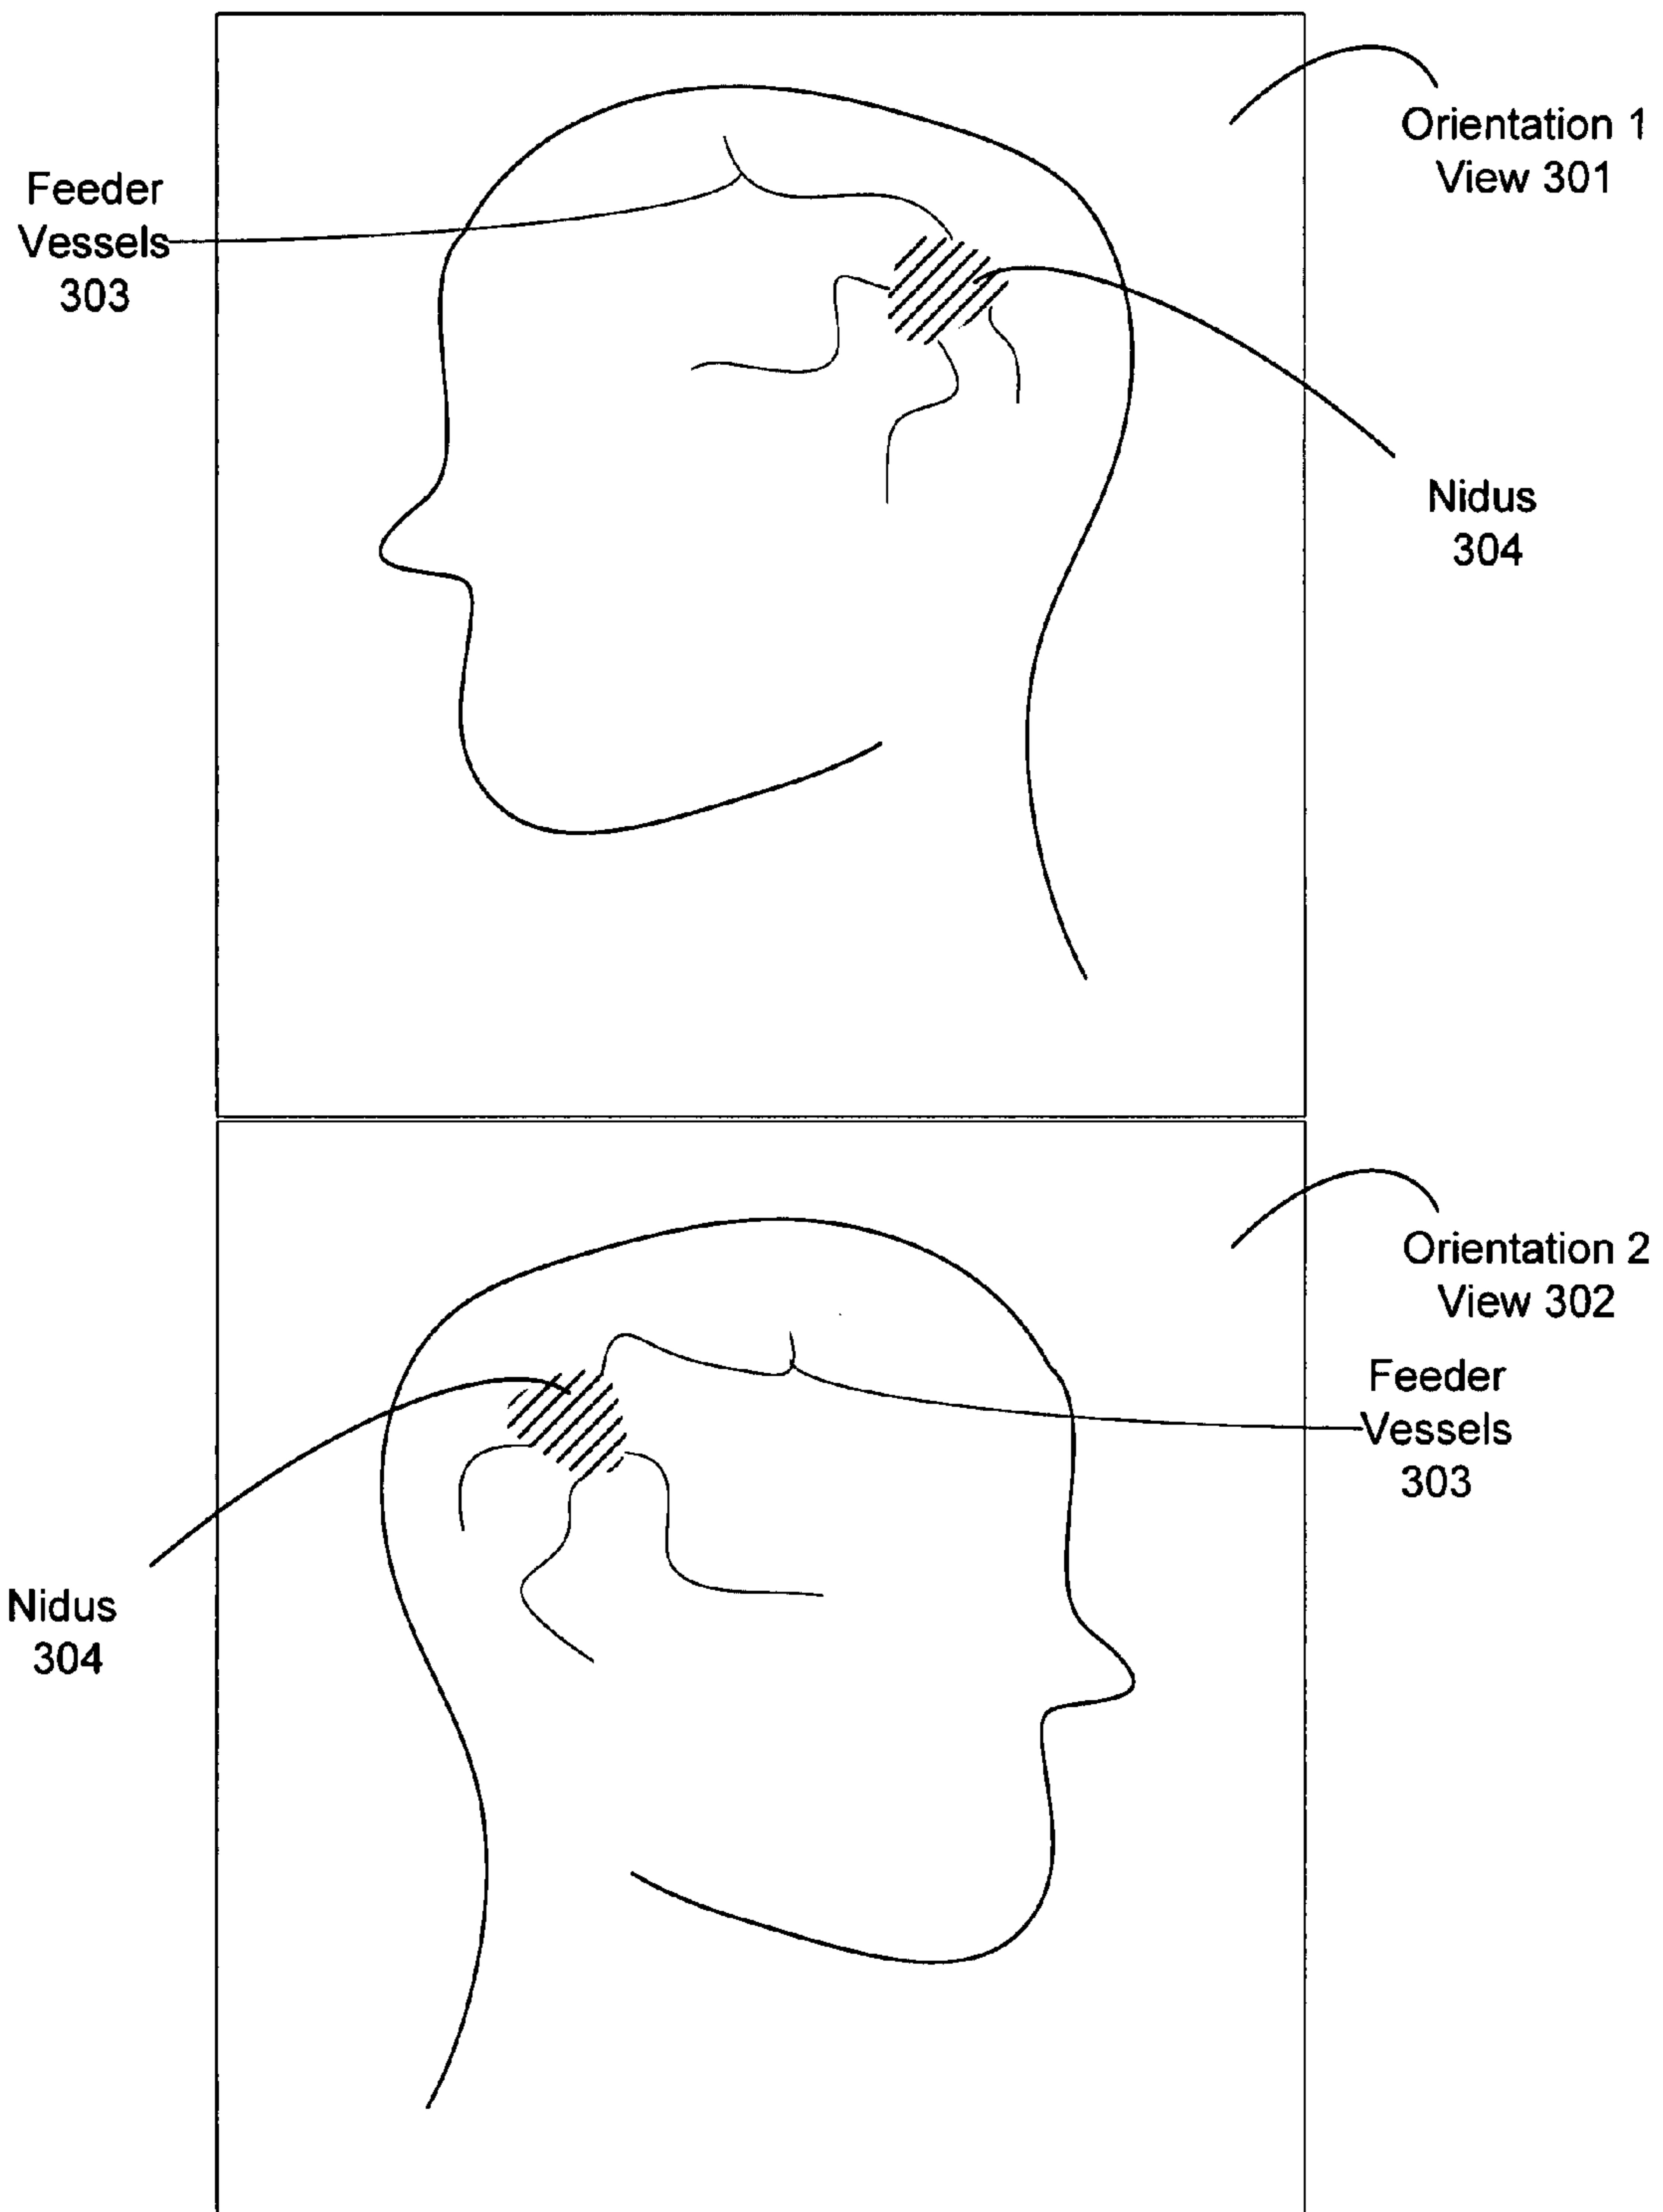 Orientation 1
View 301
Feeder
Vessels
303
Nidus
304
Orientation 2
View 302
Feeder
Vessels
303
Nidus
304